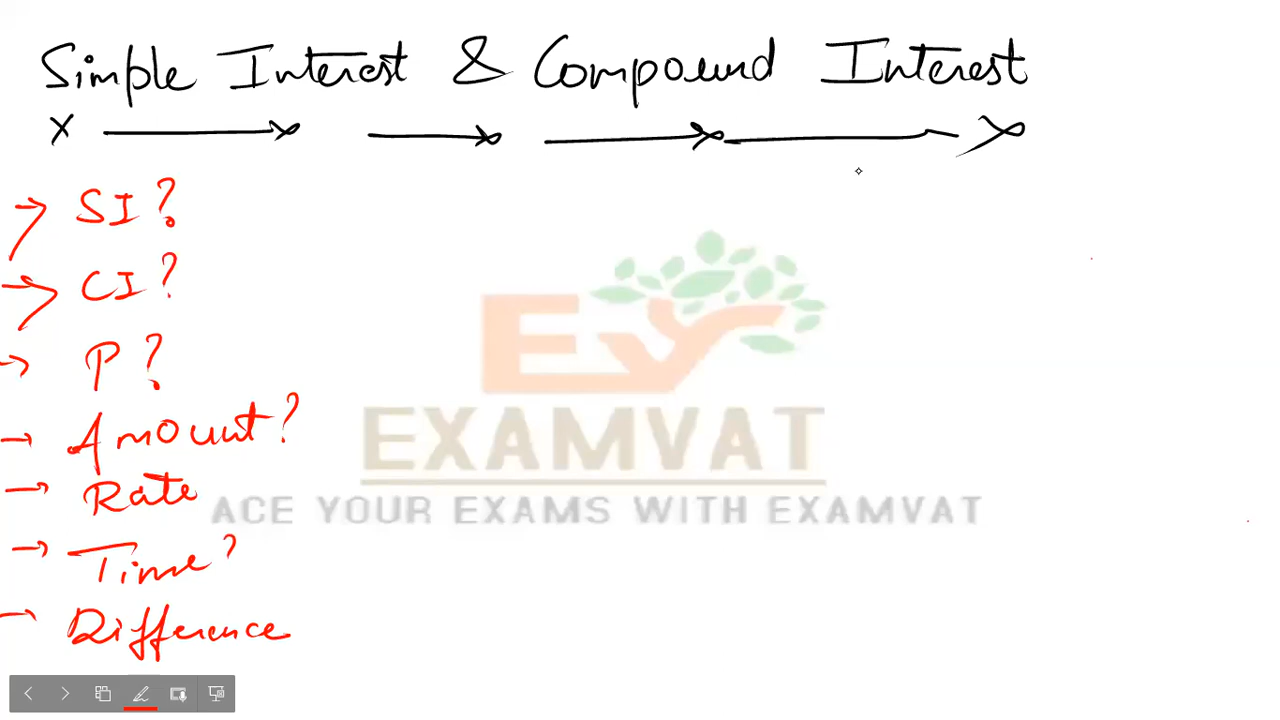 Simple Interest & Compound Interest
→ SI?
→ CI?
→ P?
→ Amount?
→ Rate
→ Time?
→ Difference
EXAMVAT
ACE YOUR EXAMS WITH EXAMVAT